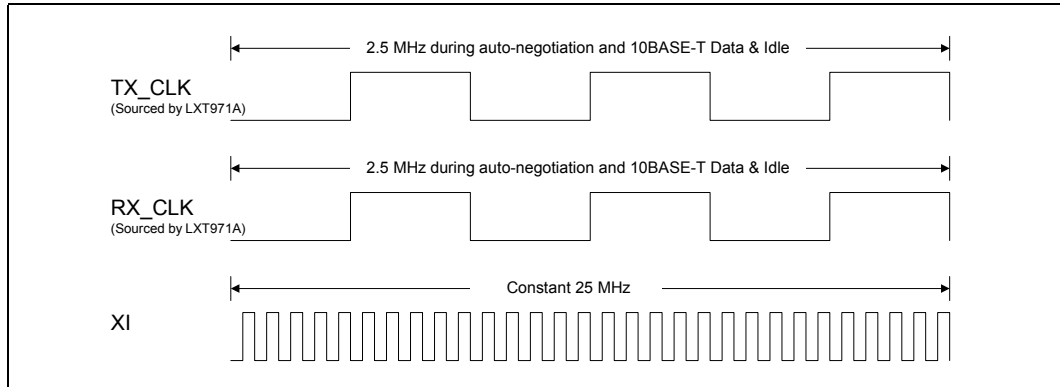 2.5 MHz during auto-negotiation and 10BASE-T Data & Idle
TX_CLK
(Sourced by LXT971A)
2.5 MHz during auto-negotiation and 10BASE-T Data & Idle
RX_CLK
(Sourced by LXT971A)
Constant 25 MHz
XI